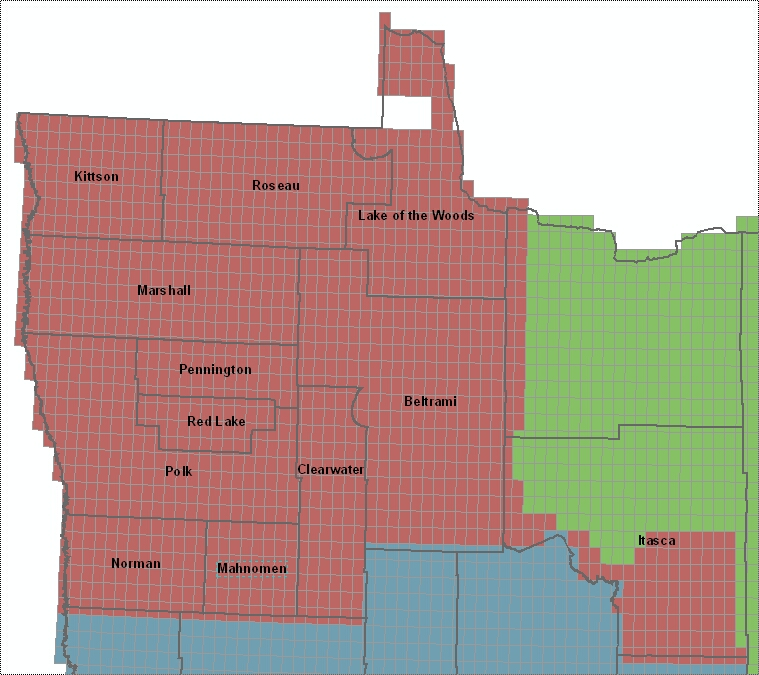 Kittson
Roseau
Lake of the Woods
Marshall
Pennington
Red Lake
Beltrami
Polk
Clearwater
Itasca
Norman
Mahnomen